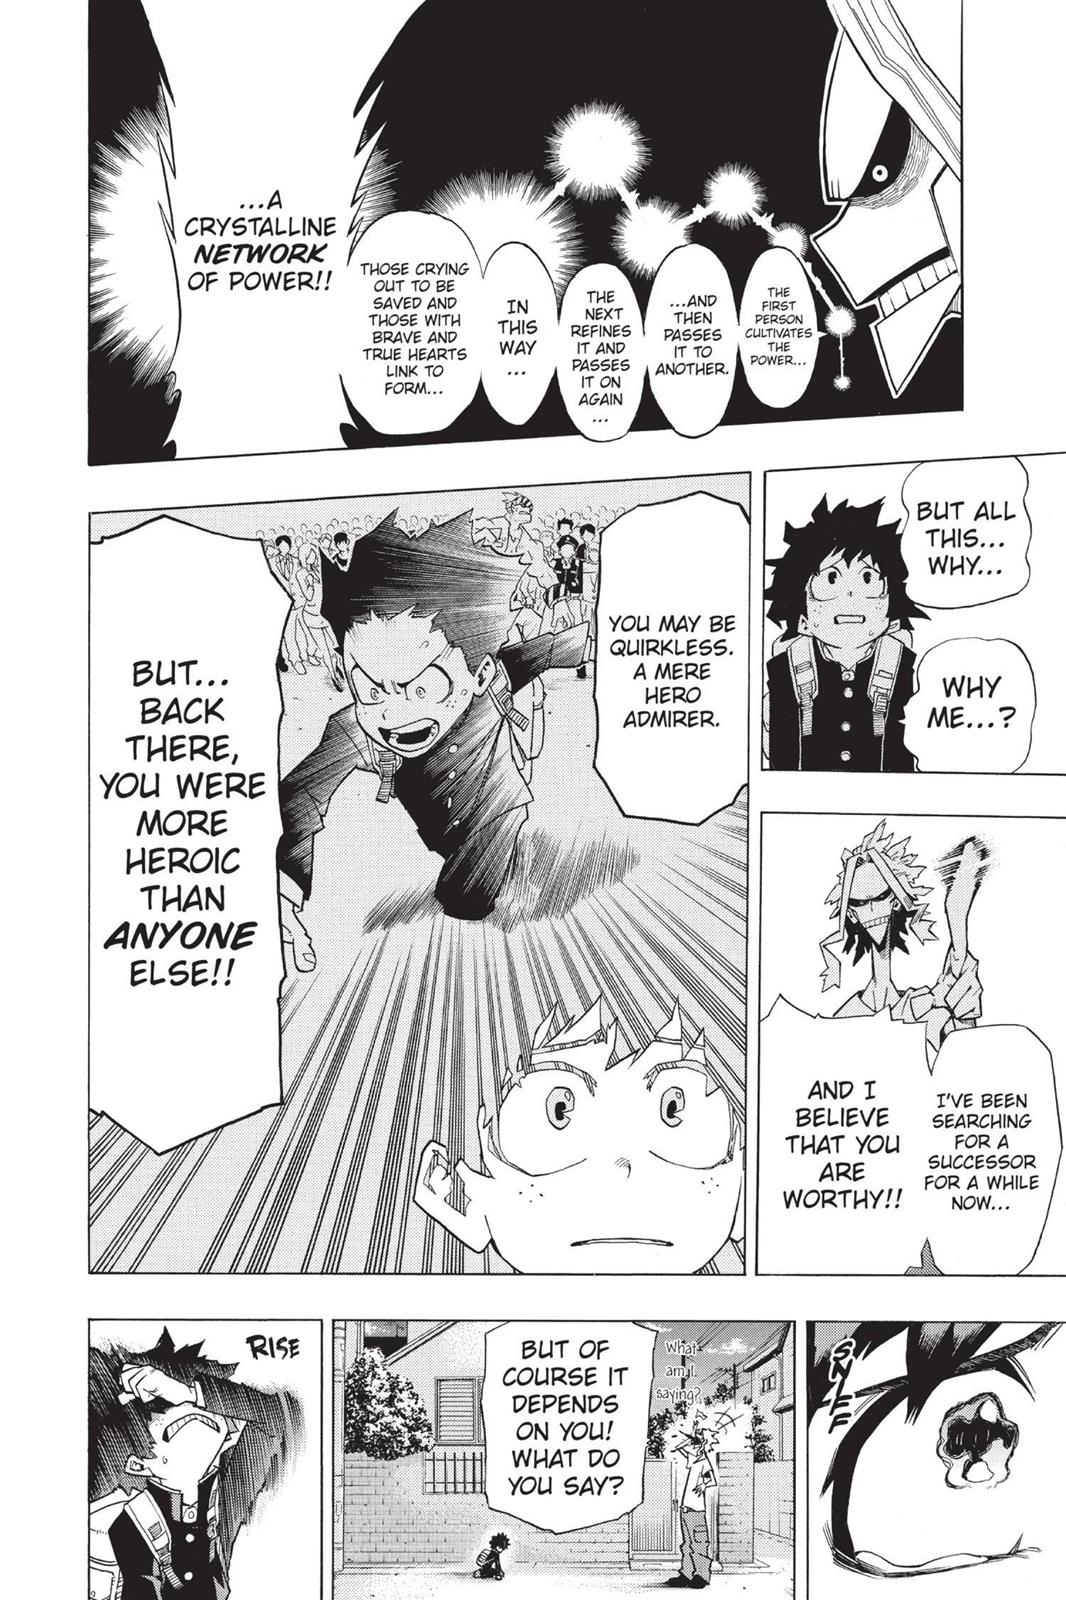 THE
FIRST
PERSON
CULTIVATES
THE
POWER...
...AND
THEN
PASSES
IT TO
ANOTHER.
THE
NEXT
REFINES
IT AND
PASSES
IT ON
AGAIN
...
IN
THIS
WAY
...
THOSE CRYING
OUT TO BE
SAVED AND
THOSE WITH
BRAVE AND
TRUE HEARTS
LINK TO
FORM...
...A
CRYSTALLINE
NETWORK
OF POWER!!
BUT ALL
THIS...
WHY...
WHY
ME...?
I'VE BEEN
SEARCHING
FOR A
SUCCESSOR
FOR A WHILE
NOW...
AND I
BELIEVE
THAT YOU
ARE
WORTHY!!
YOU MAY BE
QUIRKLESS.
A MERE
HERO
ADMIRER.
BUT...
BACK
THERE,
YOU WERE
MORE
HEROIC
THAN
ANYONE
ELSE!!
SNIFF
What
am I
saying?
BUT OF
COURSE IT
DEPENDS
ON YOU!
WHAT DO
YOU SAY?
RISE